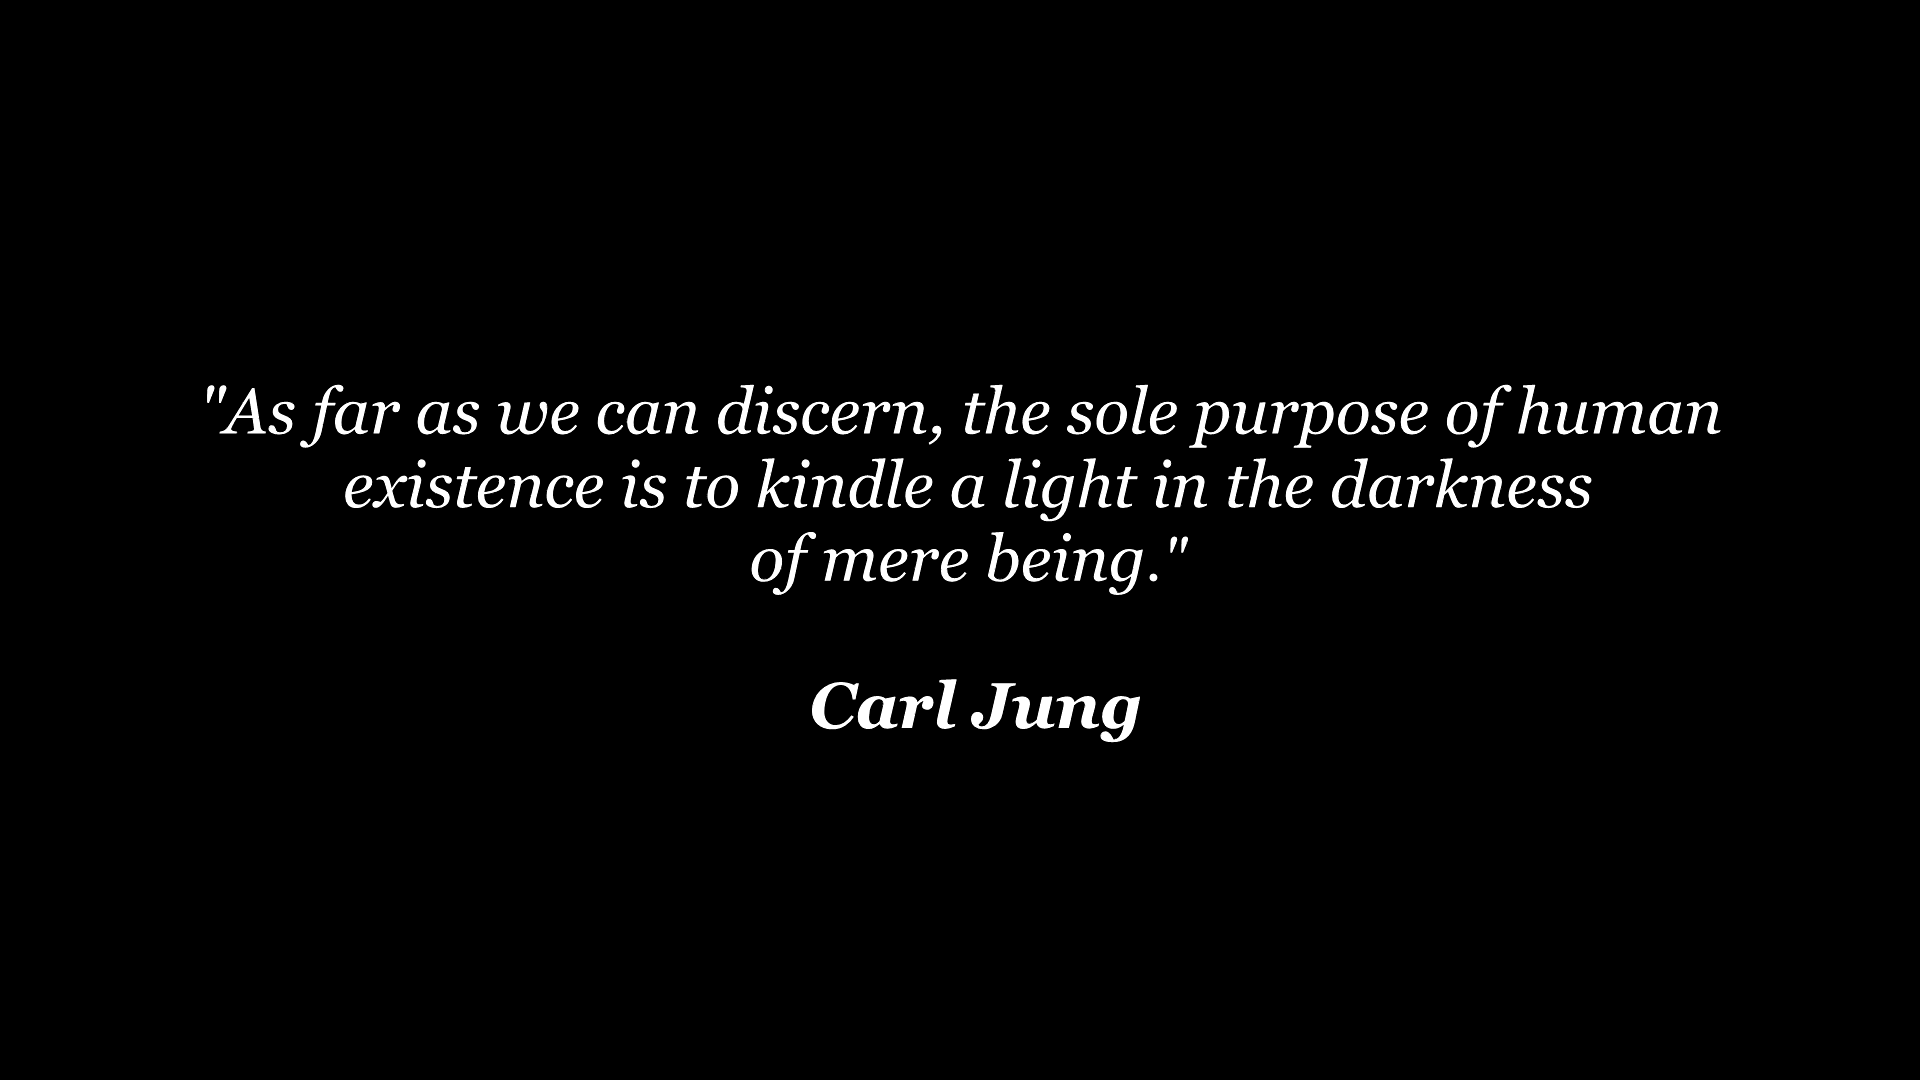 "As far as we can discern, the sole purpose of human
existence is to kindle a light in the darkness
of mere being."
Carl Jung